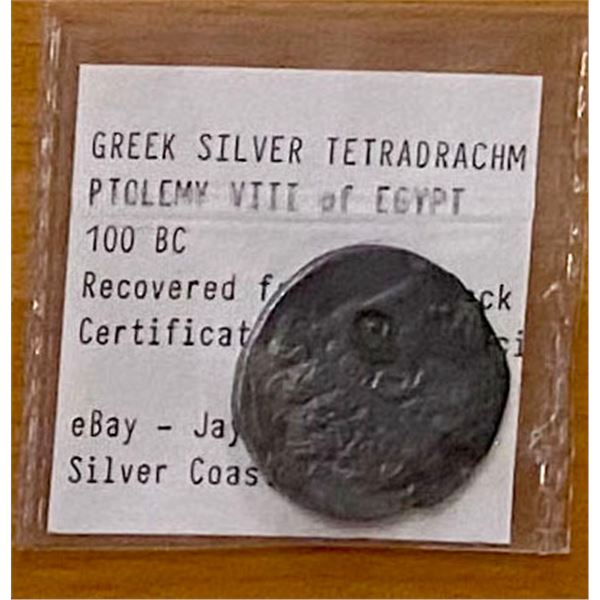 GREEK SILVER TETRADRACHM
PTOLEMY VIII of EGYPT
100 BC
Recovered
Certificat
eBay - Jay
Silver Coas